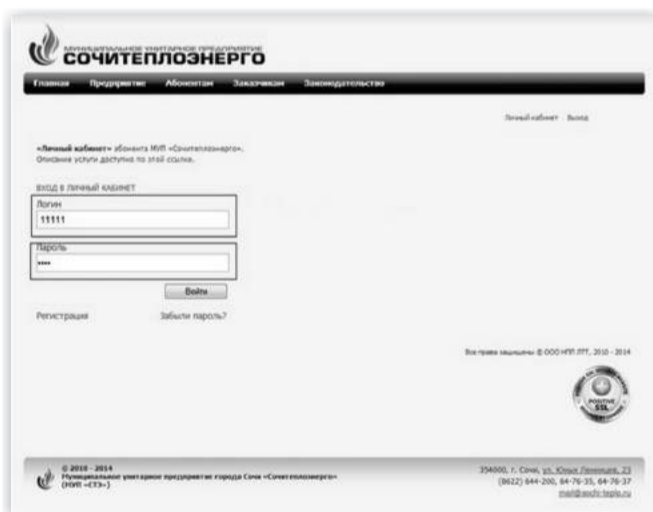 МУНИЦИПАЛЬНОЕ УНИТАРНОЕ ПРЕДПРИЯТИЕ
СОЧИТЕПЛОЭНЕРГО
Главная Предприятие Абонентам Заказчикам Законодательство
Личный кабинет Выход
«Личный кабинет» абонента МУП «Сочитеплоэнерго».
Описание услуги доступно по этой ссылке.
ВХОД В ЛИЧНЫЙ КАБИНЕТ
Логин
11111
Пароль
••••
Войти
Регистрация Забыли пароль?
Все права защищены © ООО НПП ЛТТ, 2010 - 2014
POSITIVE
SSL
© 2010 - 2014
Муниципальное унитарное предприятие города Сочи «Сочитеплоэнерго»
(МУП «СТЭ»)
354000, г. Сочи, ул. Юных Ленинцев, 23
(8622) 644-200, 64-76-35, 64-76-37
mail@sochi-teplo.ru